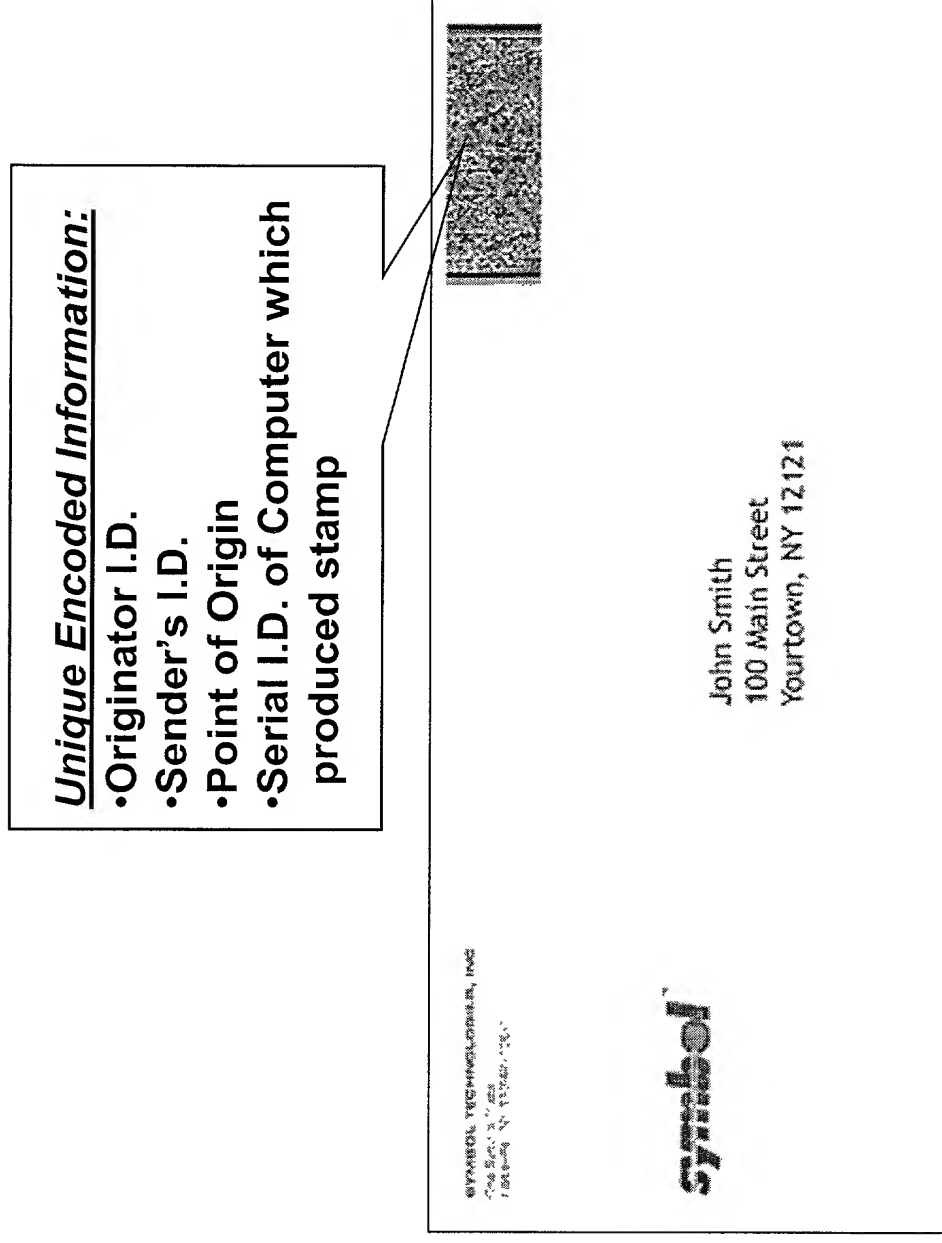 Unique Encoded Information:
•Originator I.D.
•Sender's I.D.
•Point of Origin
•Serial I.D. of Computer which
produced stamp
SYMBOL TECHNOLOGIES, INC
symbol
John Smith
100 Main Street
Yourtown, NY 12121